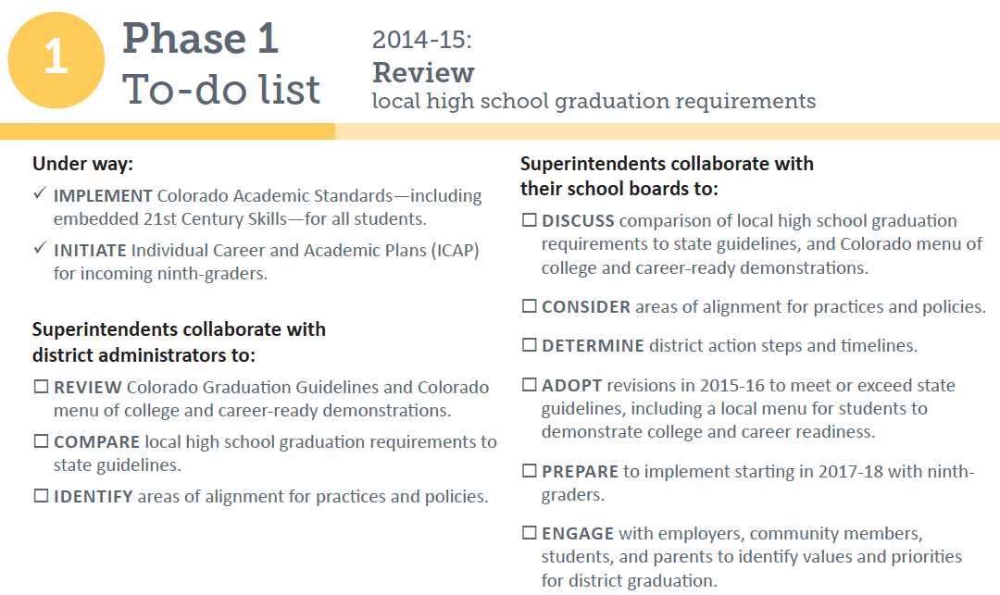 1
Phase 1
To-do list
2014-15:
Review
local high school graduation requirements
Under way:
✓ IMPLEMENT Colorado Academic Standards—including
embedded 21st Century Skills—for all students.
✓ INITIATE Individual Career and Academic Plans (ICAP)
for incoming ninth-graders.
Superintendents collaborate with
district administrators to:
☐ REVIEW Colorado Graduation Guidelines and Colorado
menu of college and career-ready demonstrations.
☐ COMPARE local high school graduation requirements to
state guidelines.
☐ IDENTIFY areas of alignment for practices and policies.
Superintendents collaborate with
their school boards to:
☐ DISCUSS comparison of local high school graduation
requirements to state guidelines, and Colorado menu of
college and career-ready demonstrations.
☐ CONSIDER areas of alignment for practices and policies.
☐ DETERMINE district action steps and timelines.
☐ ADOPT revisions in 2015-16 to meet or exceed state
guidelines, including a local menu for students to
demonstrate college and career readiness.
☐ PREPARE to implement starting in 2017-18 with ninth-
graders.
☐ ENGAGE with employers, community members,
students, and parents to identify values and priorities
for district graduation.